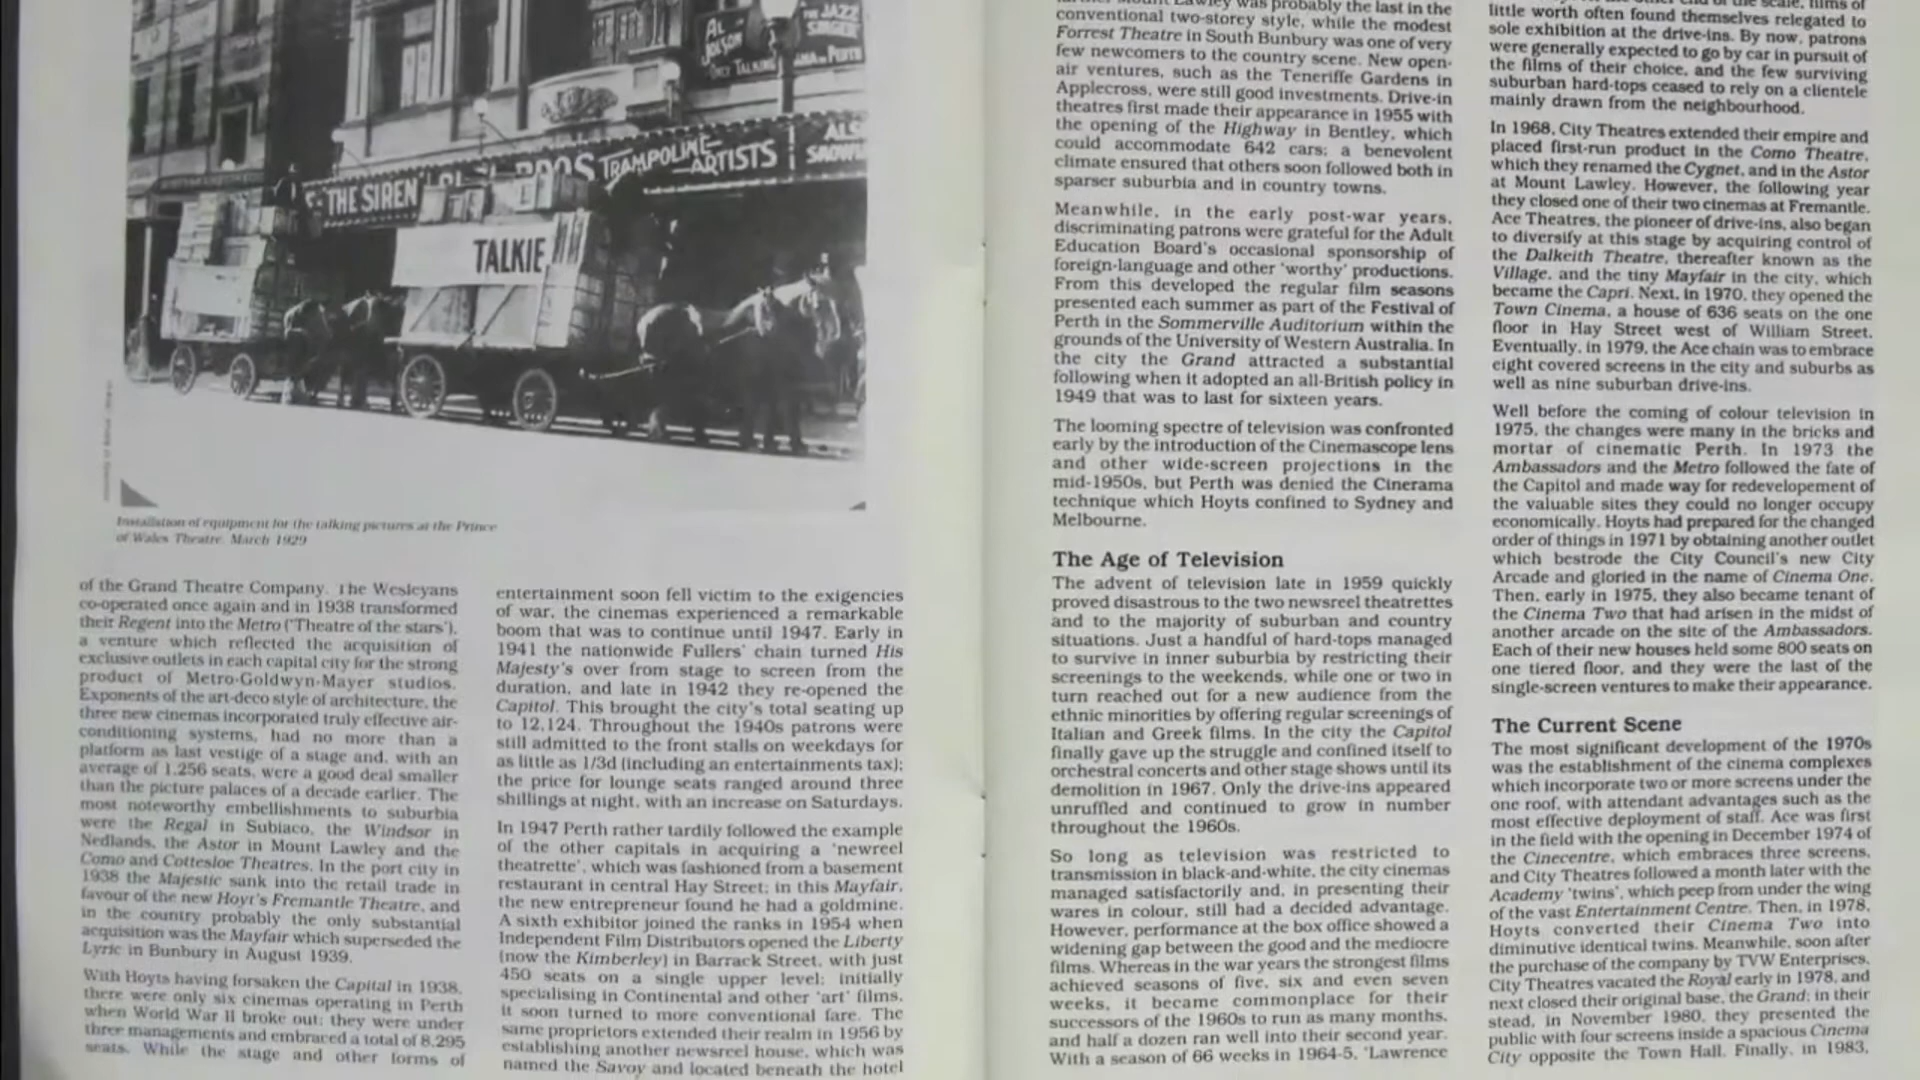 AL
JOLSON
THE JAZZ
SINGER
TALKING
PERTH
THE SIREN
BROS TRAMPOLINE
ARTISTS
TALKIE
Installation of equipment for the talking pictures at the Prince
of Wales Theatre. March 1929
of the Grand Theatre Company. The Wesleyans
co-operated once again and in 1938 transformed
their Regent into the Metro ('Theatre of the stars'),
a venture which reflected the acquisition of
exclusive outlets in each capital city for the strong
product of Metro-Goldwyn-Mayer studios.
Exponents of the art-deco style of architecture, the
three new cinemas incorporated truly effective air-
conditioning systems, had no more than a
platform as last vestige of a stage and, with an
average of 1,256 seats, were a good deal smaller
than the picture palaces of a decade earlier. The
most noteworthy embellishments to suburbia
were the Regal in Subiaco, the Windsor in
Nedlands, the Astor in Mount Lawley and the
Como and Cottesloe Theatres. In the port city in
1938 the Majestic sank into the retail trade in
favour of the new Hoyt's Fremantle Theatre, and
in the country probably the only substantial
acquisition was the Mayfair which superseded the
Lyric in Bunbury in August 1939.
With Hoyts having forsaken the Capital in 1938,
there were only six cinemas operating in Perth
when World War II broke out; they were under
three managements and embraced a total of 8,295
seats. While the stage and other forms of
entertainment soon fell victim to the exigencies
of war, the cinemas experienced a remarkable
boom that was to continue until 1947. Early in
1941 the nationwide Fullers' chain turned His
Majesty's over from stage to screen from the
duration, and late in 1942 they re-opened the
Capitol. This brought the city's total seating up
to 12,124. Throughout the 1940s patrons were
still admitted to the front stalls on weekdays for
as little as 1/3d (including an entertainments tax);
the price for lounge seats ranged around three
shillings at night, with an increase on Saturdays.
In 1947 Perth rather tardily followed the example
of the other capitals in acquiring a 'newreel
theatrette', which was fashioned from a basement
restaurant in central Hay Street; in this Mayfair,
the new entrepreneur found he had a goldmine.
A sixth exhibitor joined the ranks in 1954 when
Independent Film Distributors opened the Liberty
(now the Kimberley) in Barrack Street, with just
450 seats on a single upper level; initially
specialising in Continental and other 'art' films,
it soon turned to more conventional fare. The
same proprietors extended their realm in 1956 by
establishing another newsreel house, which was
named the Savoy and located beneath the hotel
Lawley was probably the last in the
conventional two-storey style, while the modest
Forrest Theatre in South Bunbury was one of very
few newcomers to the country scene. New open-
air ventures, such as the Teneriffe Gardens in
Applecross, were still good investments. Drive-in
theatres first made their appearance in 1955 with
the opening of the Highway in Bentley, which
could accommodate 642 cars; a benevolent
climate ensured that others soon followed both in
sparser suburbia and in country towns.
Meanwhile, in the early post-war years,
discriminating patrons were grateful for the Adult
Education Board's occasional sponsorship of
foreign-language and other 'worthy' productions.
From this developed the regular film seasons
presented each summer as part of the Festival of
Perth in the Sommerville Auditorium within the
grounds of the University of Western Australia. In
the city the Grand attracted a substantial
following when it adopted an all-British policy in
1949 that was to last for sixteen years.
The looming spectre of television was confronted
early by the introduction of the Cinemascope lens
and other wide-screen projections in the
mid-1950s, but Perth was denied the Cinerama
technique which Hoyts confined to Sydney and
Melbourne.
The Age of Television
The advent of television late in 1959 quickly
proved disastrous to the two newsreel theatrettes
and to the majority of suburban and country
situations. Just a handful of hard-tops managed
to survive in inner suburbia by restricting their
screenings to the weekends, while one or two in
turn reached out for a new audience from the
ethnic minorities by offering regular screenings of
Italian and Greek films. In the city the Capitol
finally gave up the struggle and confined itself to
orchestral concerts and other stage shows until its
demolition in 1967. Only the drive-ins appeared
unruffled and continued to grow in number
throughout the 1960s.
So long as television was restricted to
transmission in black-and-white, the city cinemas
managed satisfactorily and, in presenting their
wares in colour, still had a decided advantage.
However, performance at the box office showed a
widening gap between the good and the mediocre
films. Whereas in the war years the strongest films
achieved seasons of five, six and even seven
weeks, it became commonplace for their
successors of the 1960s to run as many months,
and half a dozen ran well into their second year.
With a season of 66 weeks in 1964-5, 'Lawrence
the scale, films of
little worth often found themselves relegated to
sole exhibition at the drive-ins. By now, patrons
were generally expected to go by car in pursuit of
the films of their choice, and the few surviving
suburban hard-tops ceased to rely on a clientele
mainly drawn from the neighbourhood.
In 1968, City Theatres extended their empire and
placed first-run product in the Como Theatre,
which they renamed the Cygnet, and in the Astor
at Mount Lawley. However, the following year
they closed one of their two cinemas at Fremantle.
Ace Theatres, the pioneer of drive-ins, also began
to diversify at this stage by acquiring control of
the Dalkeith Theatre, thereafter known as the
Village, and the tiny Mayfair in the city, which
became the Capri. Next, in 1970, they opened the
Town Cinema, a house of 636 seats on the one
floor in Hay Street west of William Street.
Eventually, in 1979, the Ace chain was to embrace
eight covered screens in the city and suburbs as
well as nine suburban drive-ins.
Well before the coming of colour television in
1975, the changes were many in the bricks and
mortar of cinematic Perth. In 1973 the
Ambassadors and the Metro followed the fate of
the Capitol and made way for redevelopement of
the valuable sites they could no longer occupy
economically. Hoyts had prepared for the changed
order of things in 1971 by obtaining another outlet
which bestrode the City Council's new City
Arcade and gloried in the name of Cinema One.
Then, early in 1975, they also became tenant of
the Cinema Two that had arisen in the midst of
another arcade on the site of the Ambassadors.
Each of their new houses held some 800 seats on
one tiered floor, and they were the last of the
single-screen ventures to make their appearance.
The Current Scene
The most significant development of the 1970s
was the establishment of the cinema complexes
which incorporate two or more screens under the
one roof, with attendant advantages such as the
most effective deployment of staff. Ace was first
in the field with the opening in December 1974 of
the Cinecentre, which embraces three screens,
and City Theatres followed a month later with the
Academy 'twins', which peep from under the wing
of the vast Entertainment Centre. Then, in 1978,
Hoyts converted their Cinema Two into
diminutive identical twins. Meanwhile, soon after
the purchase of the company by TVW Enterprises,
City Theatres vacated the Royal early in 1978, and
next closed their original base, the Grand; in their
stead, in November 1980, they presented the
public with four screens inside a spacious Cinema
City opposite the Town Hall. Finally, in 1983,